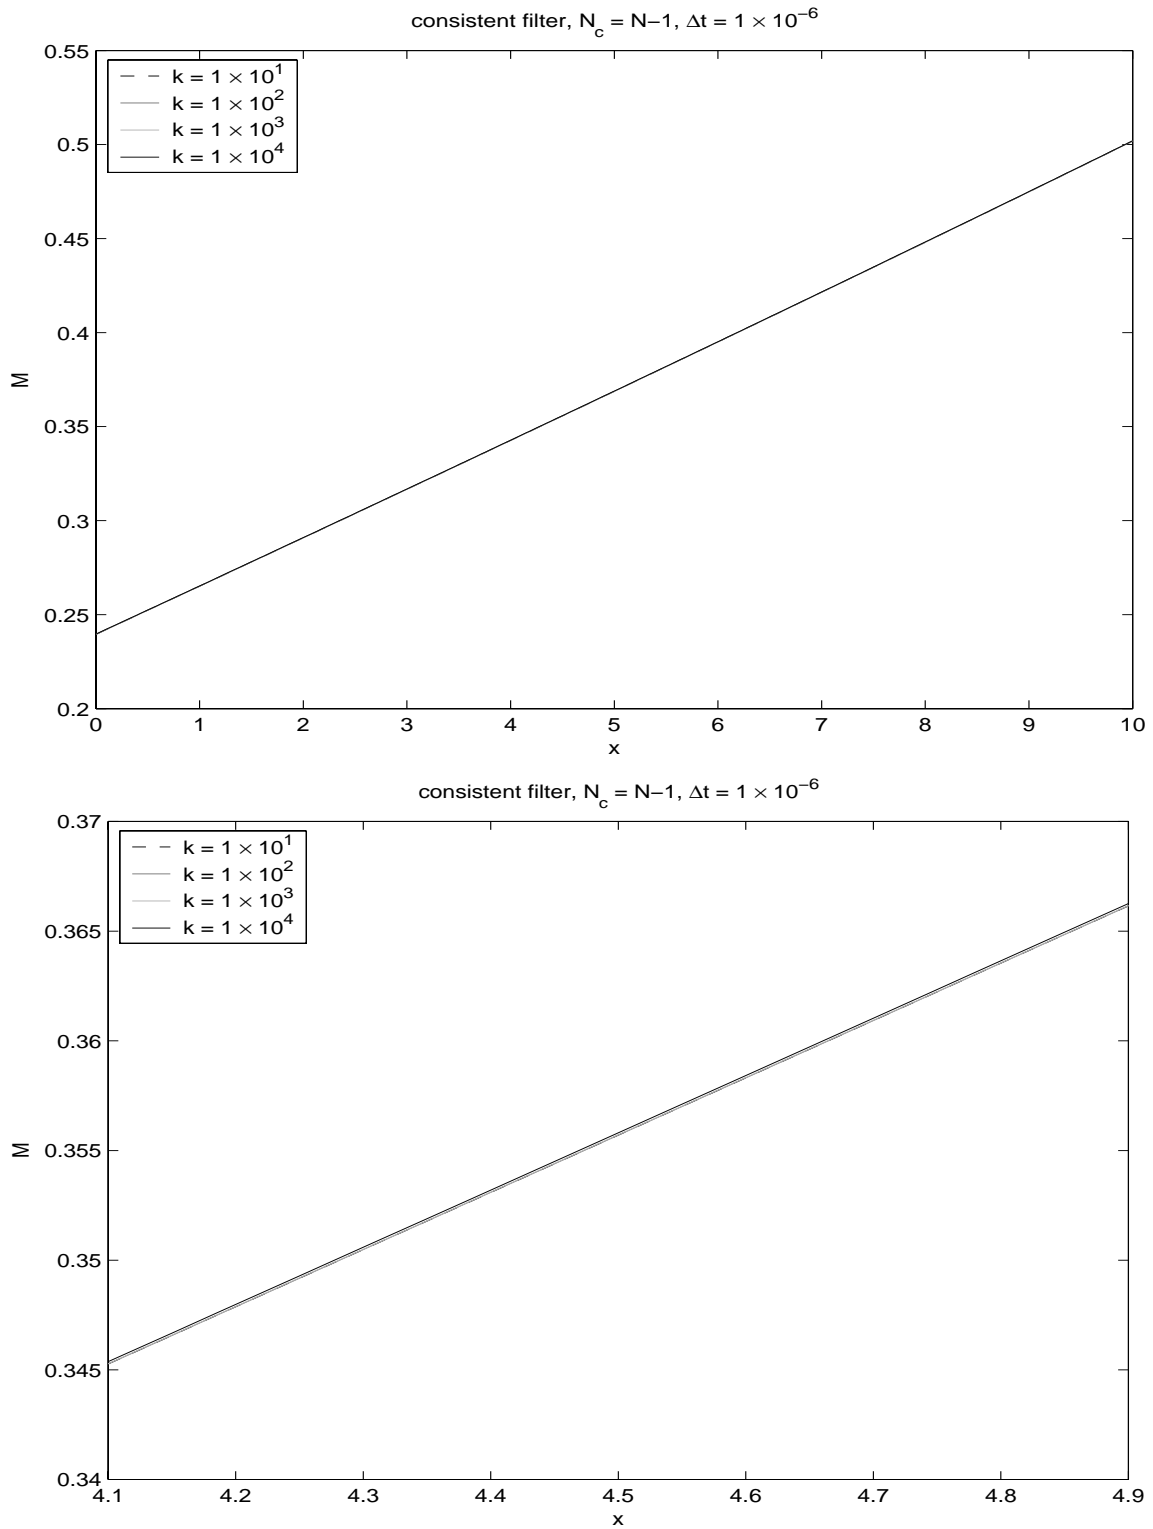 consistent filter, N_c = N−1, Δt = 1 × 10^−6
0.55
0.5
0.45
0.4
0.35
0.3
0.25
0.2
M
k = 1 × 10^1
k = 1 × 10^2
k = 1 × 10^3
k = 1 × 10^4
0 1 2 3 4 5 6 7 8 9 10
x
consistent filter, N_c = N−1, Δt = 1 × 10^−6
0.37
0.365
0.36
0.355
0.35
0.345
0.34
M
k = 1 × 10^1
k = 1 × 10^2
k = 1 × 10^3
k = 1 × 10^4
4.1 4.2 4.3 4.4 4.5 4.6 4.7 4.8 4.9
x